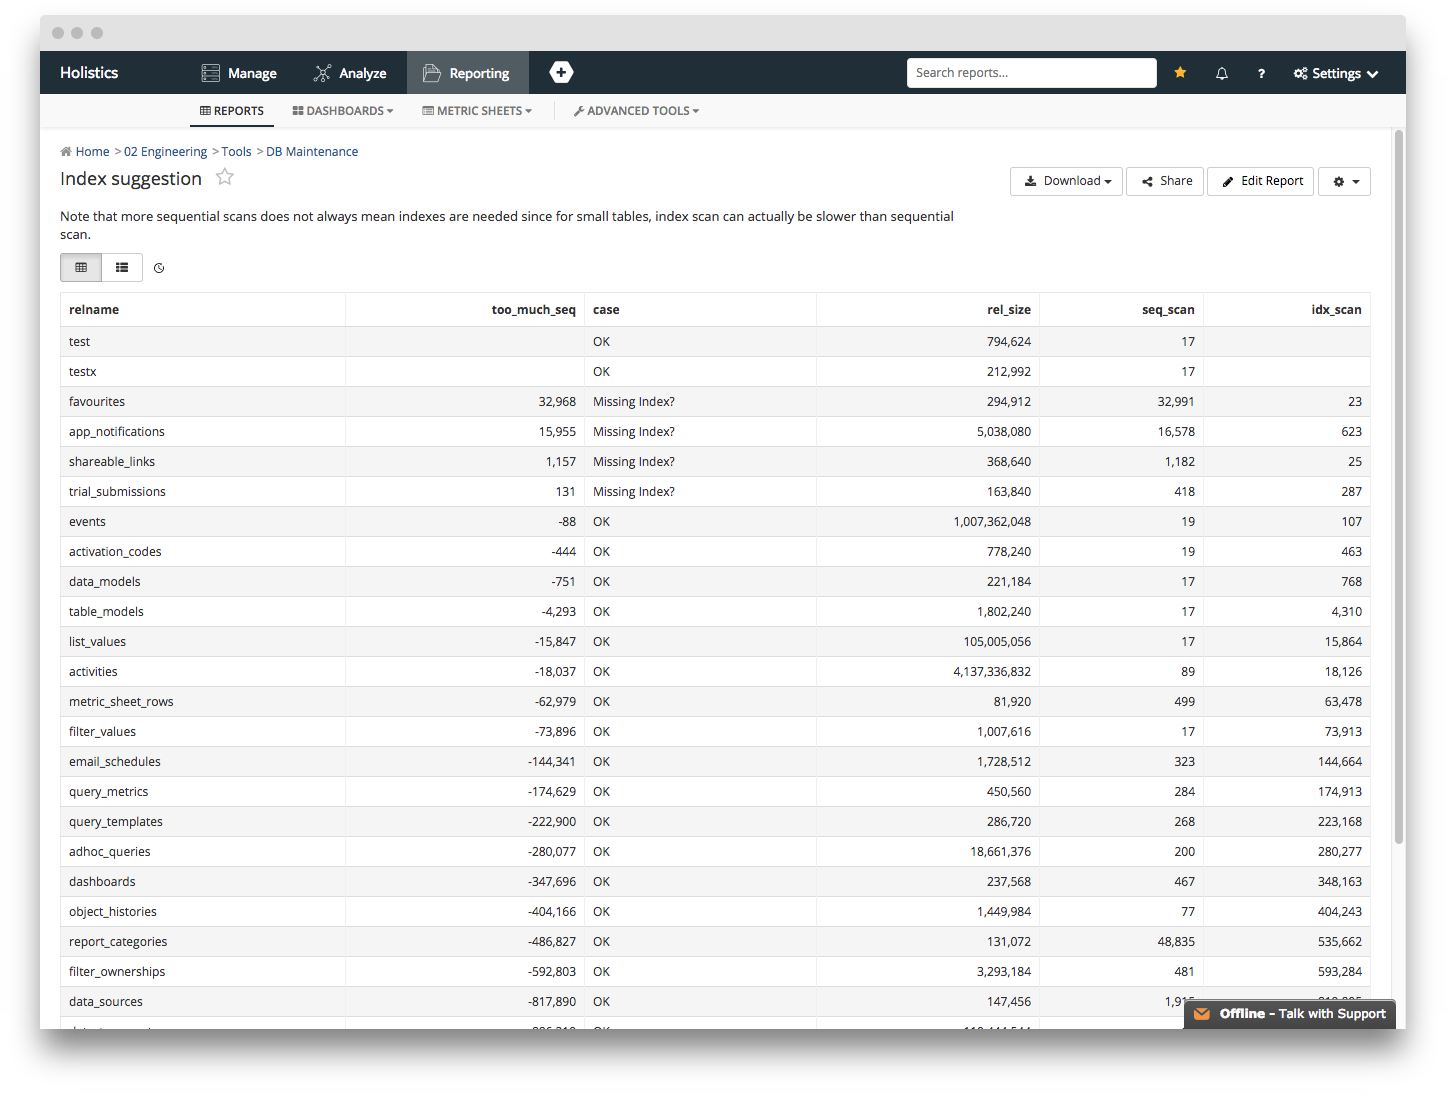 Holistics Manage Analyze Reporting Search reports... ? Settings
REPORTS DASHBOARDS METRIC SHEETS ADVANCED TOOLS
Home > 02 Engineering > Tools > DB Maintenance
Index suggestion
Download Share Edit Report
Note that more sequential scans does not always mean indexes are needed since for small tables, index scan can actually be slower than sequential
scan.
relname too_much_seq case rel_size seq_scan idx_scan
test OK 794,624 17
testx OK 212,992 17
favourites 32,968 Missing Index? 294,912 32,991 23
app_notifications 15,955 Missing Index? 5,038,080 16,578 623
shareable_links 1,157 Missing Index? 368,640 1,182 25
trial_submissions 131 Missing Index? 163,840 418 287
events -88 OK 1,007,362,048 19 107
activation_codes -444 OK 778,240 19 463
data_models -751 OK 221,184 17 768
table_models -4,293 OK 1,802,240 17 4,310
list_values -15,847 OK 105,005,056 17 15,864
activities -18,037 OK 4,137,336,832 89 18,126
metric_sheet_rows -62,979 OK 81,920 499 63,478
filter_values -73,896 OK 1,007,616 17 73,913
email_schedules -144,341 OK 1,728,512 323 144,664
query_metrics -174,629 OK 450,560 284 174,913
query_templates -222,900 OK 286,720 268 223,168
adhoc_queries -280,077 OK 18,661,376 200 280,277
dashboards -347,696 OK 237,568 467 348,163
object_histories -404,166 OK 1,449,984 77 404,243
report_categories -486,827 OK 131,072 48,835 535,662
filter_ownerships -592,803 OK 3,293,184 481 593,284
data_sources -817,890 OK 147,456
Offline - Talk with Support